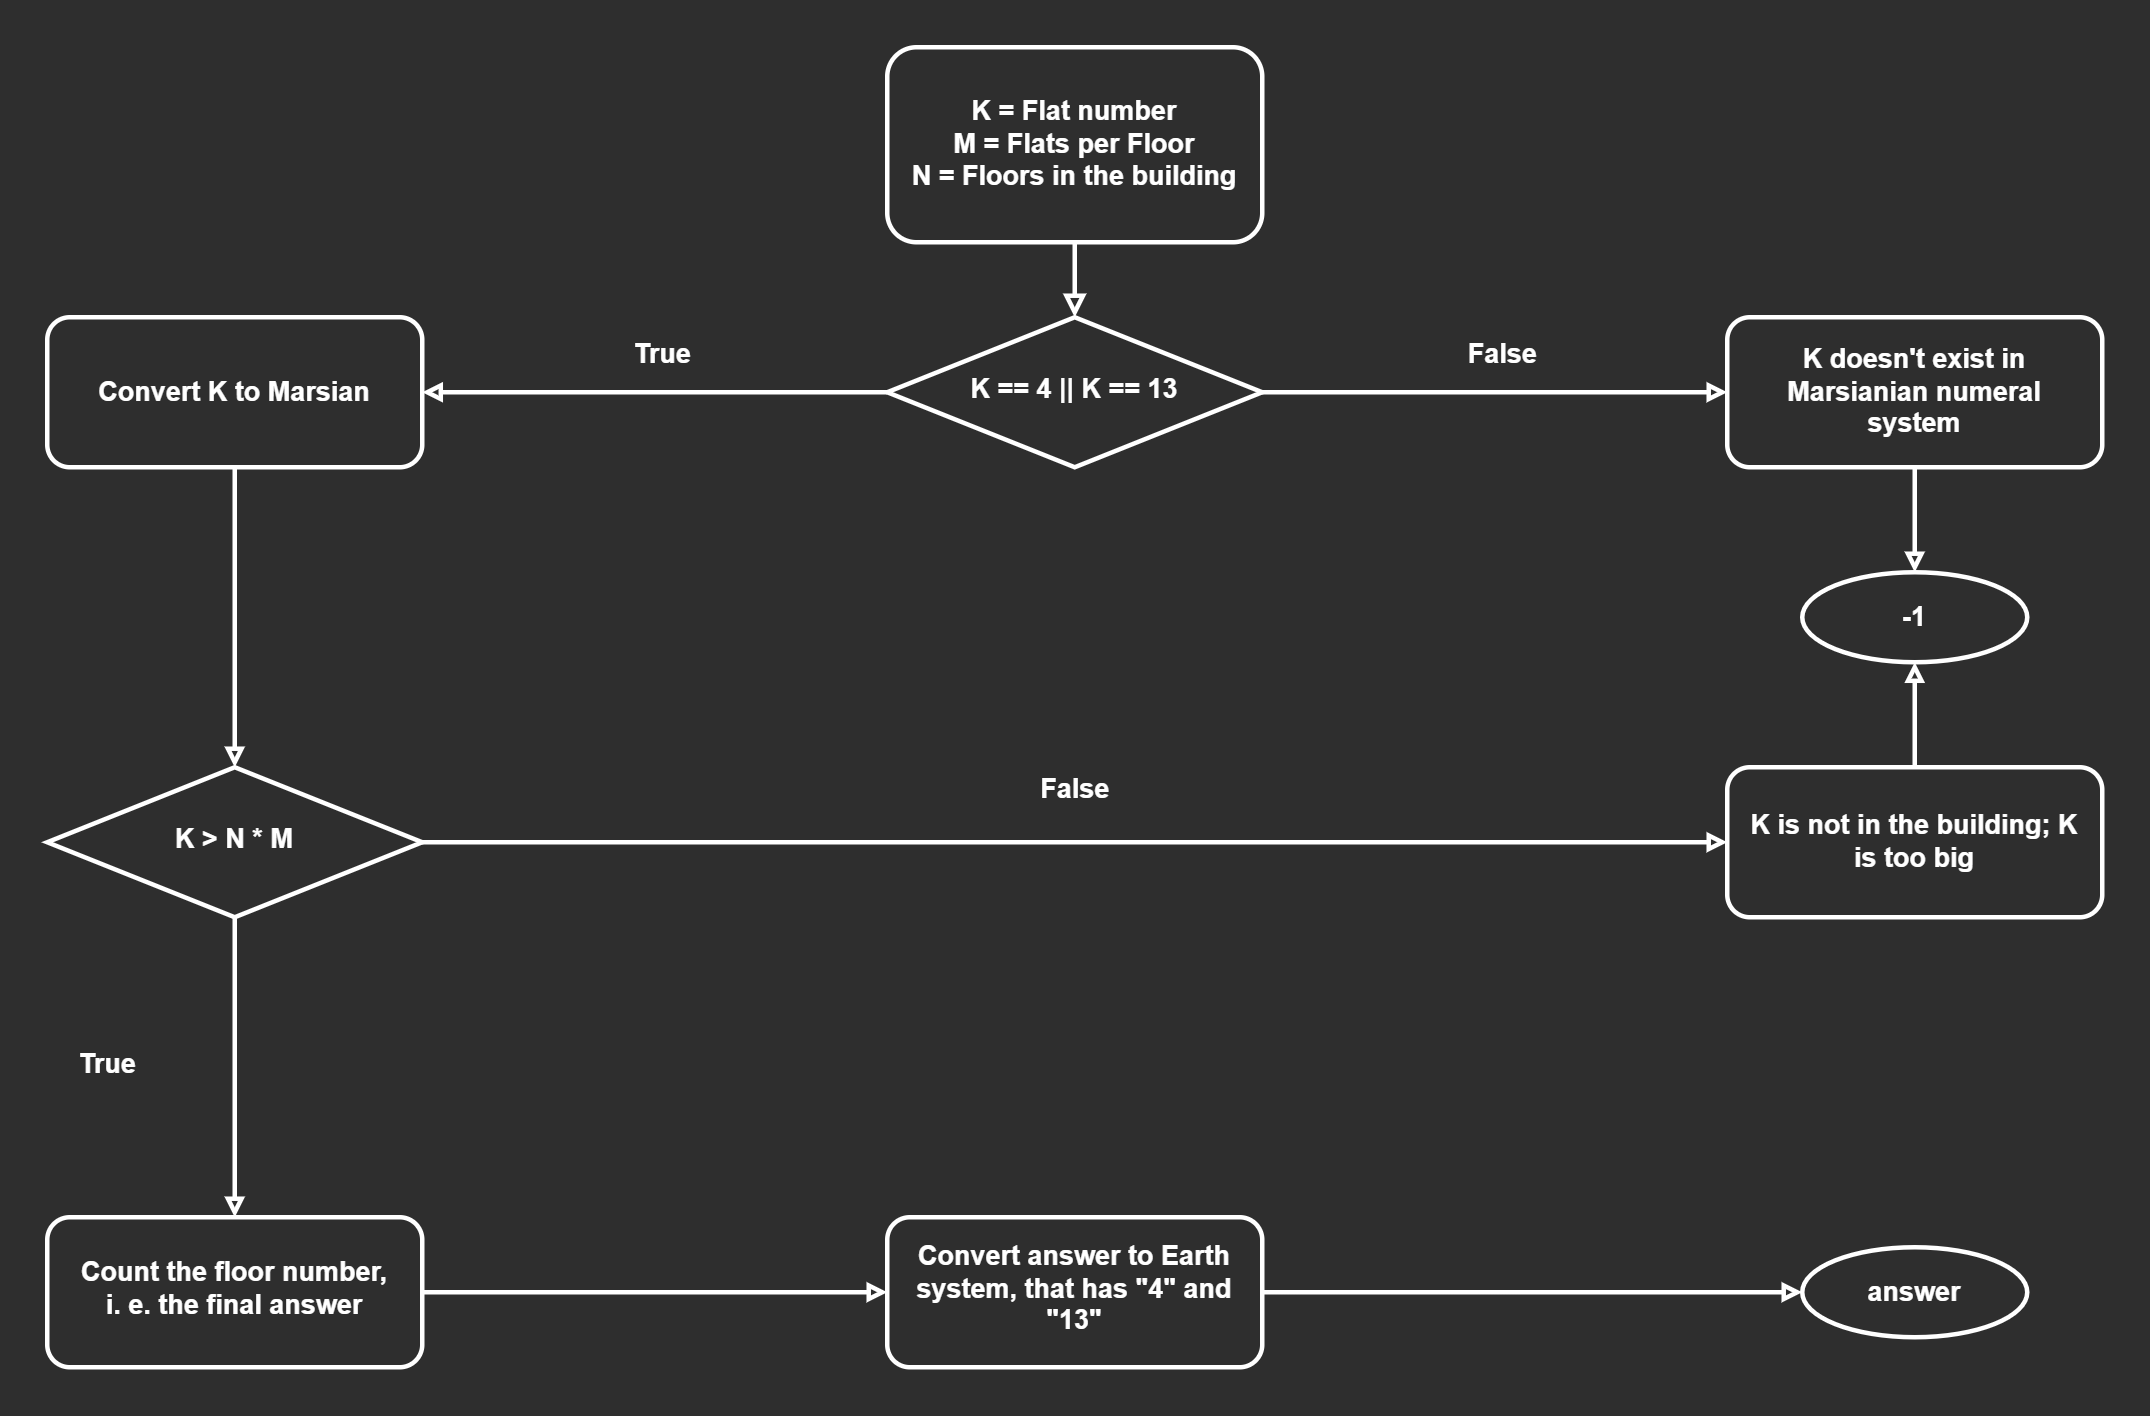 K = Flat number
M = Flats per Floor
N = Floors in the building
True
False
Convert K to Marsian
K == 4 || K == 13
K doesn't exist in
Marsianian numeral
system
-1
False
K > N * M
K is not in the building; K
is too big
True
Count the floor number,
i. e. the final answer
Convert answer to Earth
system, that has "4" and
"13"
answer